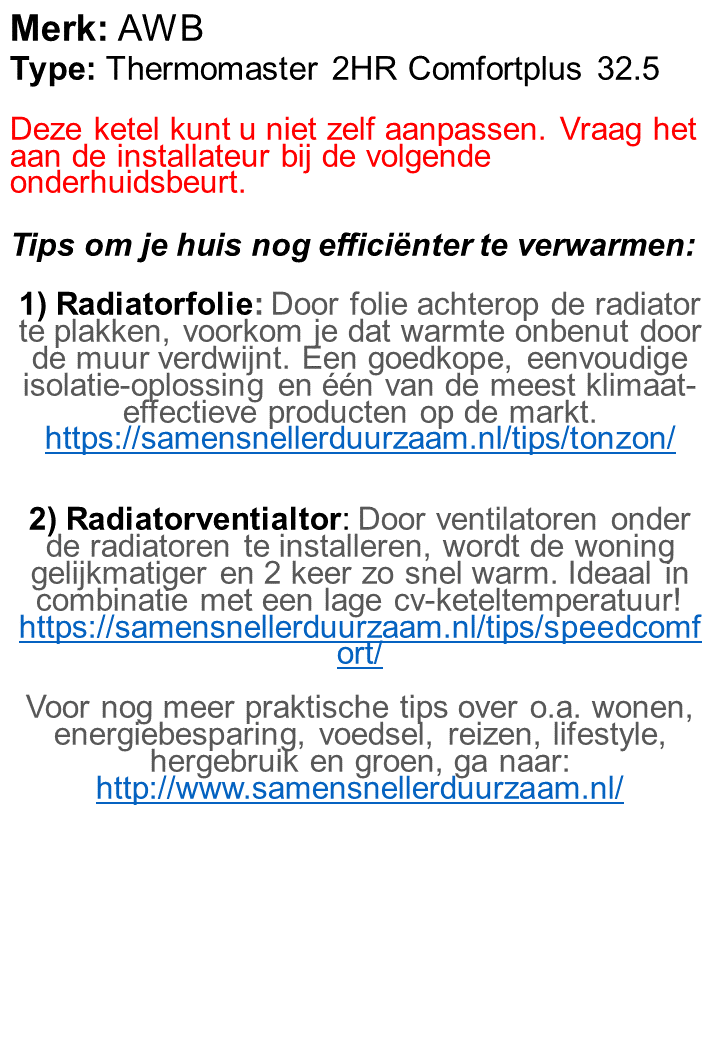 Merk: AWB
Type: Thermomaster 2HR Comfortplus 32.5
Deze ketel kunt u niet zelf aanpassen. Vraag het
aan de installateur bij de volgende
onderhuidsbeurt.
Tips om je huis nog efficiënter te verwarmen:
1) Radiatorfolie: Door folie achterop de radiator
te plakken, voorkom je dat warmte onbenut door
de muur verdwijnt. Een goedkope, eenvoudige
isolatie-oplossing en één van de meest klimaat-
effectieve producten op de markt.
https://samensnellerduurzaam.nl/tips/tonzon/
2) Radiatorventialtor: Door ventilatoren onder
de radiatoren te installeren, wordt de woning
gelijkmatiger en 2 keer zo snel warm. Ideaal in
combinatie met een lage cv-keteltemperatuur!
https://samensnellerduurzaam.nl/tips/speedcomf
ort/
Voor nog meer praktische tips over o.a. wonen,
energiebesparing, voedsel, reizen, lifestyle,
hergebruik en groen, ga naar:
http://www.samensnellerduurzaam.nl/